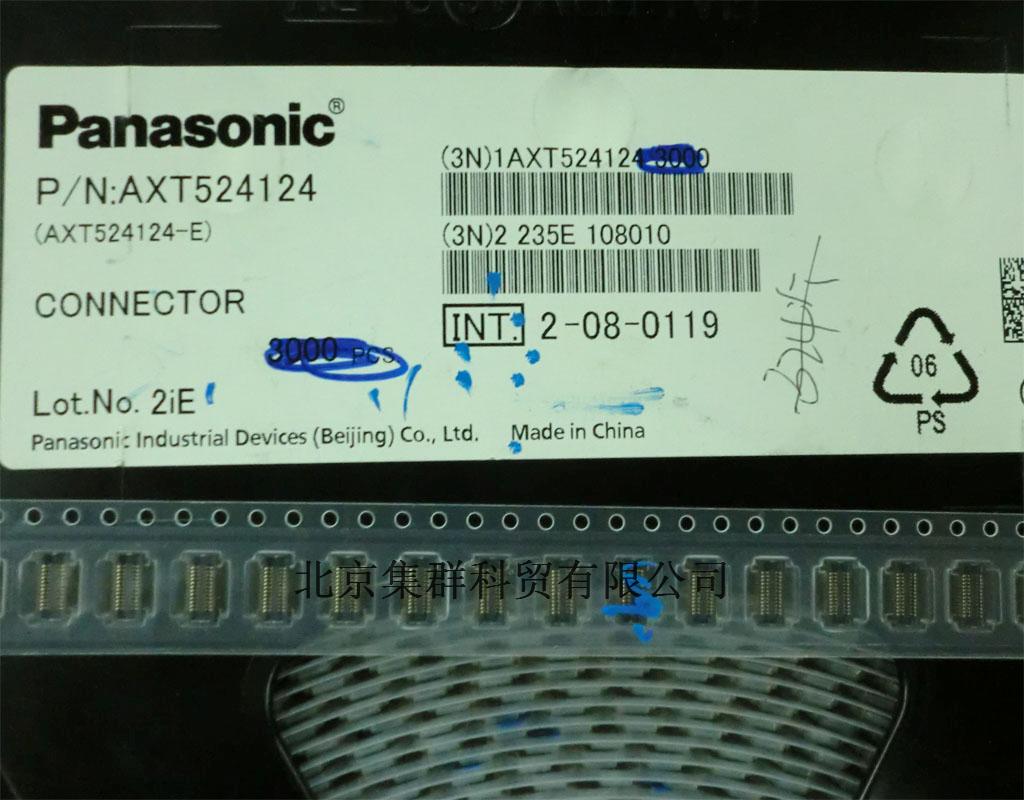 Panasonic®
P/N:AXT524124
(AXT524124-E)
CONNECTOR
3000 PCS
Lot.No. 2iE
Panasonic Industrial Devices (Beijing) Co., Ltd. Made in China
(3N)1AXT524124 3000
(3N)2 235E 108010
INT. 2-08-0119
06
PS
北京集群科贸有限公司